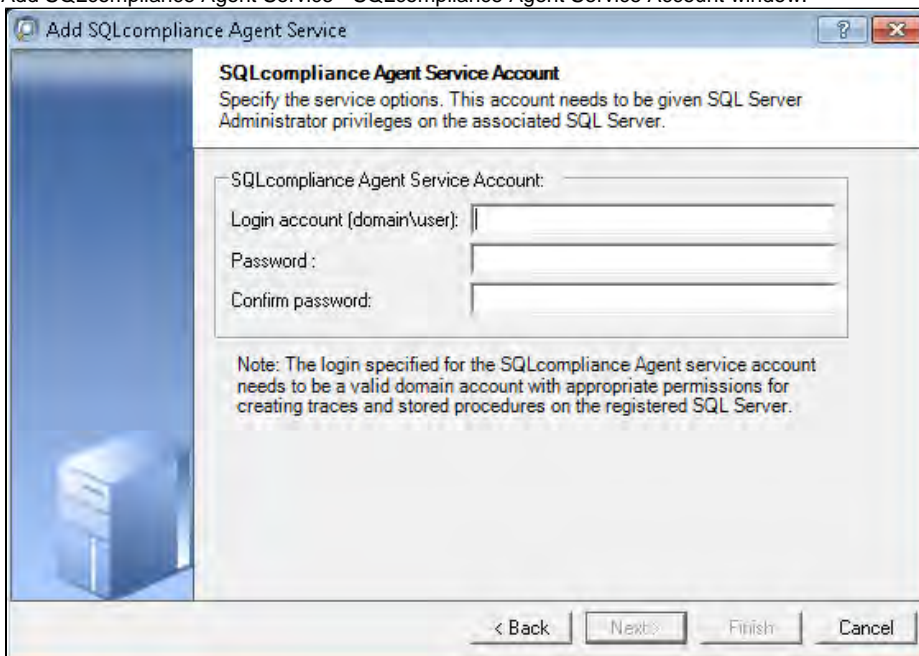 Add SQLcompliance Agent Service - SQLcompliance Agent Service Account window
Add SQLcompliance Agent Service
?
SQLcompliance Agent Service Account
Specify the service options. This account needs to be given SQL Server
Administrator privileges on the associated SQL Server.
SQLcompliance Agent Service Account:
Login account (domain\user):
Password :
Confirm password:
Note: The login specified for the SQLcompliance Agent service account
needs to be a valid domain account with appropriate permissions for
creating traces and stored procedures on the registered SQL Server.
< Back Next > Finish Cancel